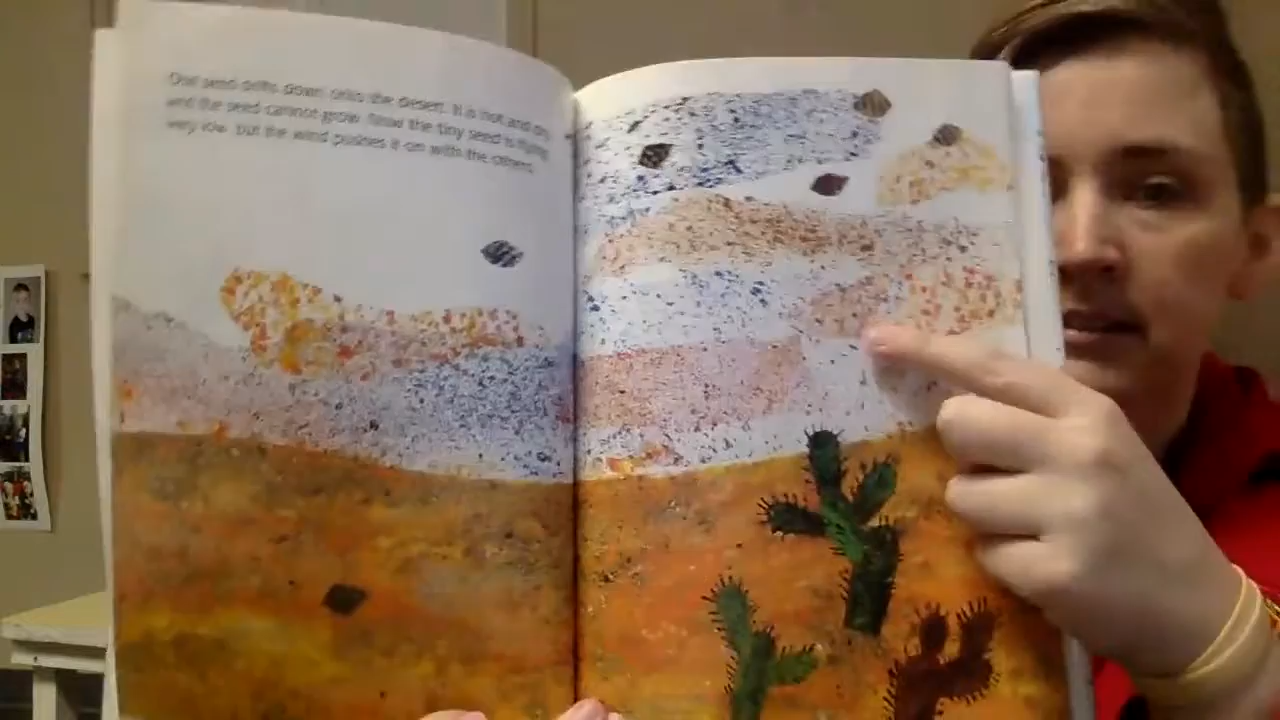 One seed drifts down onto the desert. It is hot and dry,
and the seed cannot grow. Now the tiny seed is flying
very low, but the wind pushes it on with the others.